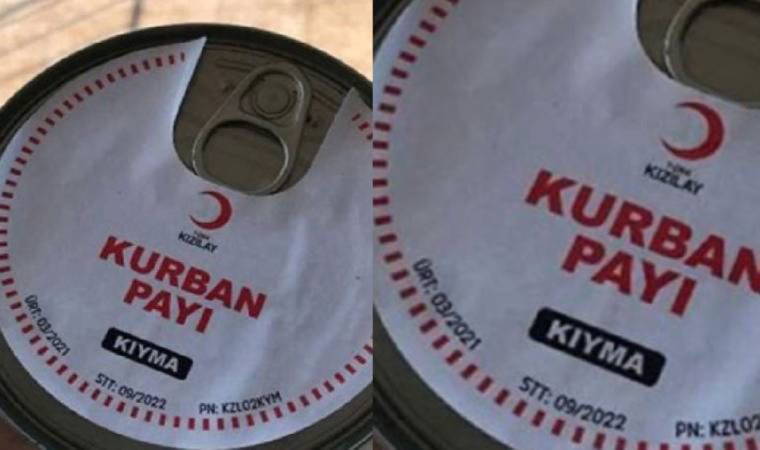 TÜRK
KIZILAY
KURBAN
PAYI
KIYMA
ÜRT: 03/2021
STT: 09/2022
PN: KZL02KYM
TÜRK
KIZILAY
KURBAN
PAYI
KIYMA
ÜRT: 03/2021
STT: 09/2022
PN: KZL02